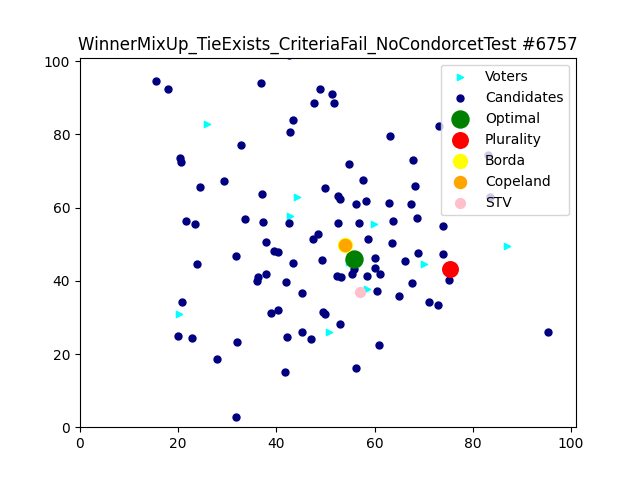 WinnerMixUp_TieExists_CriteriaFail_NoCondorcetTest #6757
100
80
60
40
20
0
0 20 40 60 80 100
Voters
Candidates
Optimal
Plurality
Borda
Copeland
STV